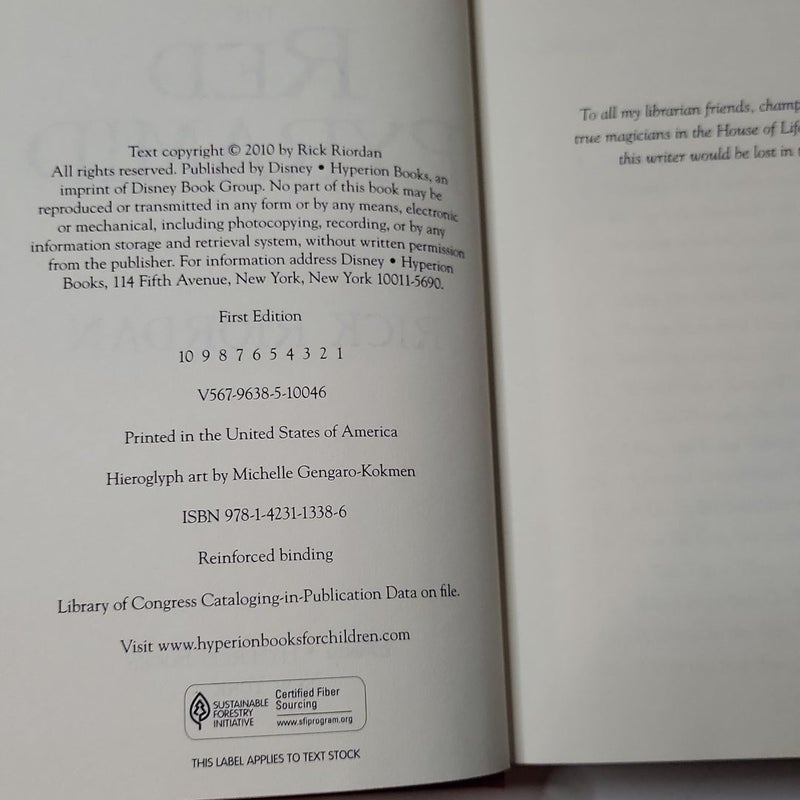 Text copyright © 2010 by Rick Riordan
All rights reserved. Published by Disney • Hyperion Books, an
imprint of Disney Book Group. No part of this book may be
reproduced or transmitted in any form or by any means, electronic
or mechanical, including photocopying, recording, or by any
information storage and retrieval system, without written permission
from the publisher. For information address Disney • Hyperion
Books, 114 Fifth Avenue, New York, New York 10011-5690.
First Edition
10 9 8 7 6 5 4 3 2 1
V567-9638-5-10046
Printed in the United States of America
Hieroglyph art by Michelle Gengaro-Kokmen
ISBN 978-1-4231-1338-6
Reinforced binding
Library of Congress Cataloging-in-Publication Data on file.
Visit www.hyperionbooksforchildren.com
SUSTAINABLE
FORESTRY
INITIATIVE
Certified Fiber
Sourcing
www.sfiprogram.org
THIS LABEL APPLIES TO TEXT STOCK
To all my librarian friends, champ
true magicians in the House of Life
this writer would be lost in t